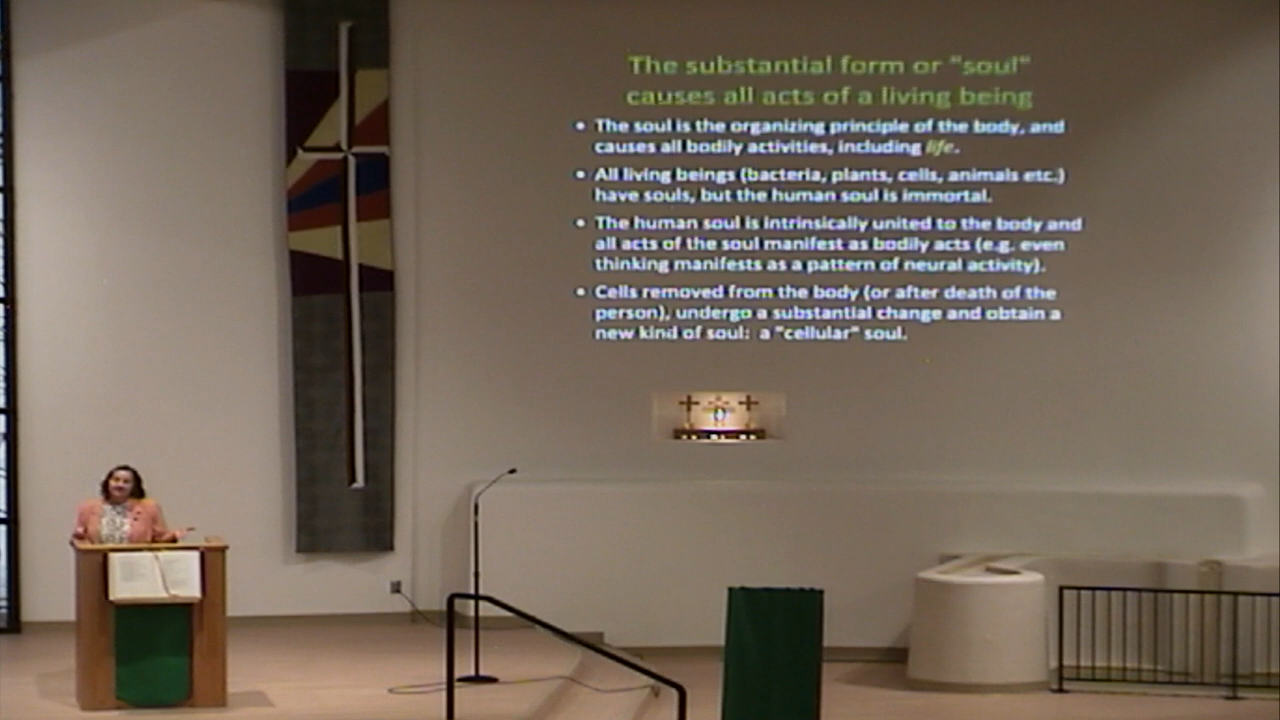 The substantial form or "soul"
causes all acts of a living being
• The soul is the organizing principle of the body, and
causes all bodily activities, including life.
• All living beings (bacteria, plants, cells, animals etc.)
have souls, but the human soul is immortal.
• The human soul is intrinsically united to the body and
all acts of the soul manifest as bodily acts (e.g. even
thinking manifests as a pattern of neural activity).
• Cells removed from the body (or after death of the
person), undergo a substantial change and obtain a
new kind of soul: a "cellular" soul.